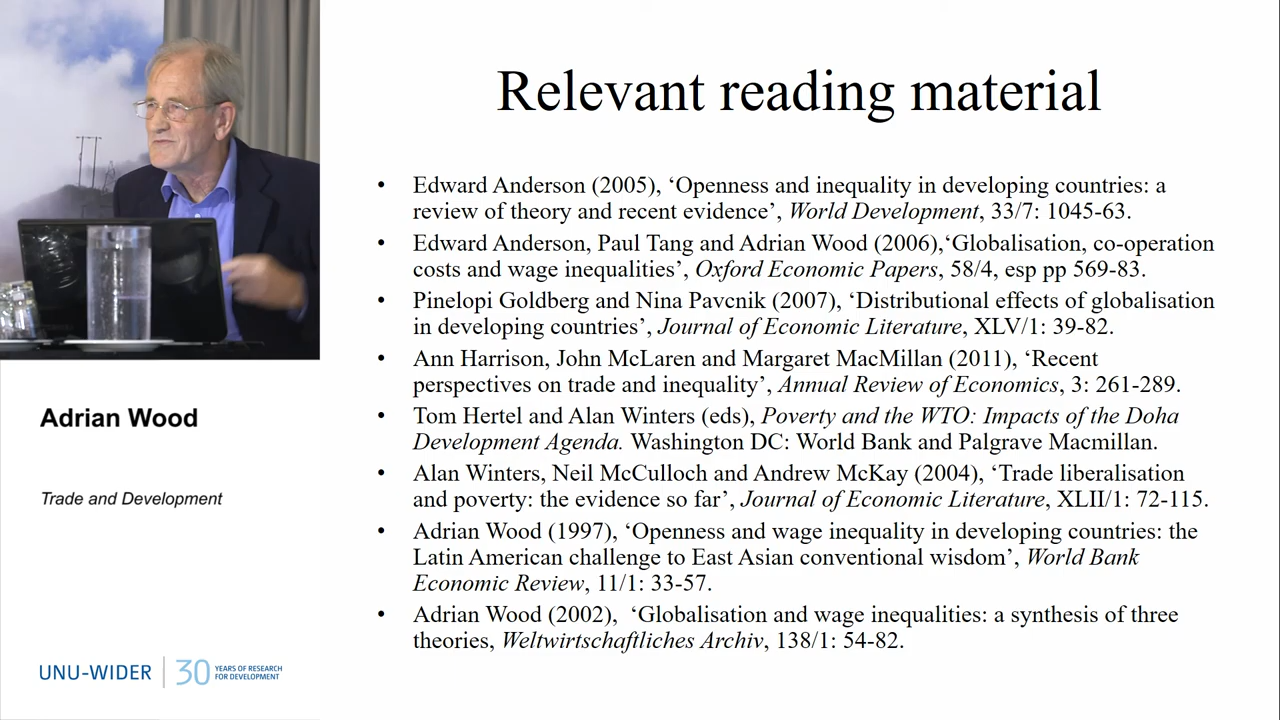 Relevant reading material
• Edward Anderson (2005), ‘Openness and inequality in developing countries: a
review of theory and recent evidence’, World Development, 33/7: 1045-63.
• Edward Anderson, Paul Tang and Adrian Wood (2006),‘Globalisation, co-operation
costs and wage inequalities’, Oxford Economic Papers, 58/4, esp pp 569-83.
• Pinelopi Goldberg and Nina Pavcnik (2007), ‘Distributional effects of globalisation
in developing countries’, Journal of Economic Literature, XLV/1: 39-82.
• Ann Harrison, John McLaren and Margaret MacMillan (2011), ‘Recent
perspectives on trade and inequality’, Annual Review of Economics, 3: 261-289.
• Tom Hertel and Alan Winters (eds), Poverty and the WTO: Impacts of the Doha
Development Agenda. Washington DC: World Bank and Palgrave Macmillan.
• Alan Winters, Neil McCulloch and Andrew McKay (2004), ‘Trade liberalisation
and poverty: the evidence so far’, Journal of Economic Literature, XLII/1: 72-115.
• Adrian Wood (1997), ‘Openness and wage inequality in developing countries: the
Latin American challenge to East Asian conventional wisdom’, World Bank
Economic Review, 11/1: 33-57.
• Adrian Wood (2002),  ‘Globalisation and wage inequalities: a synthesis of three
theories, Weltwirtschaftliches Archiv, 138/1: 54-82.
Adrian Wood
Trade and Development
UNU-WIDER
30 YEARS OF RESEARCH
FOR DEVELOPMENT